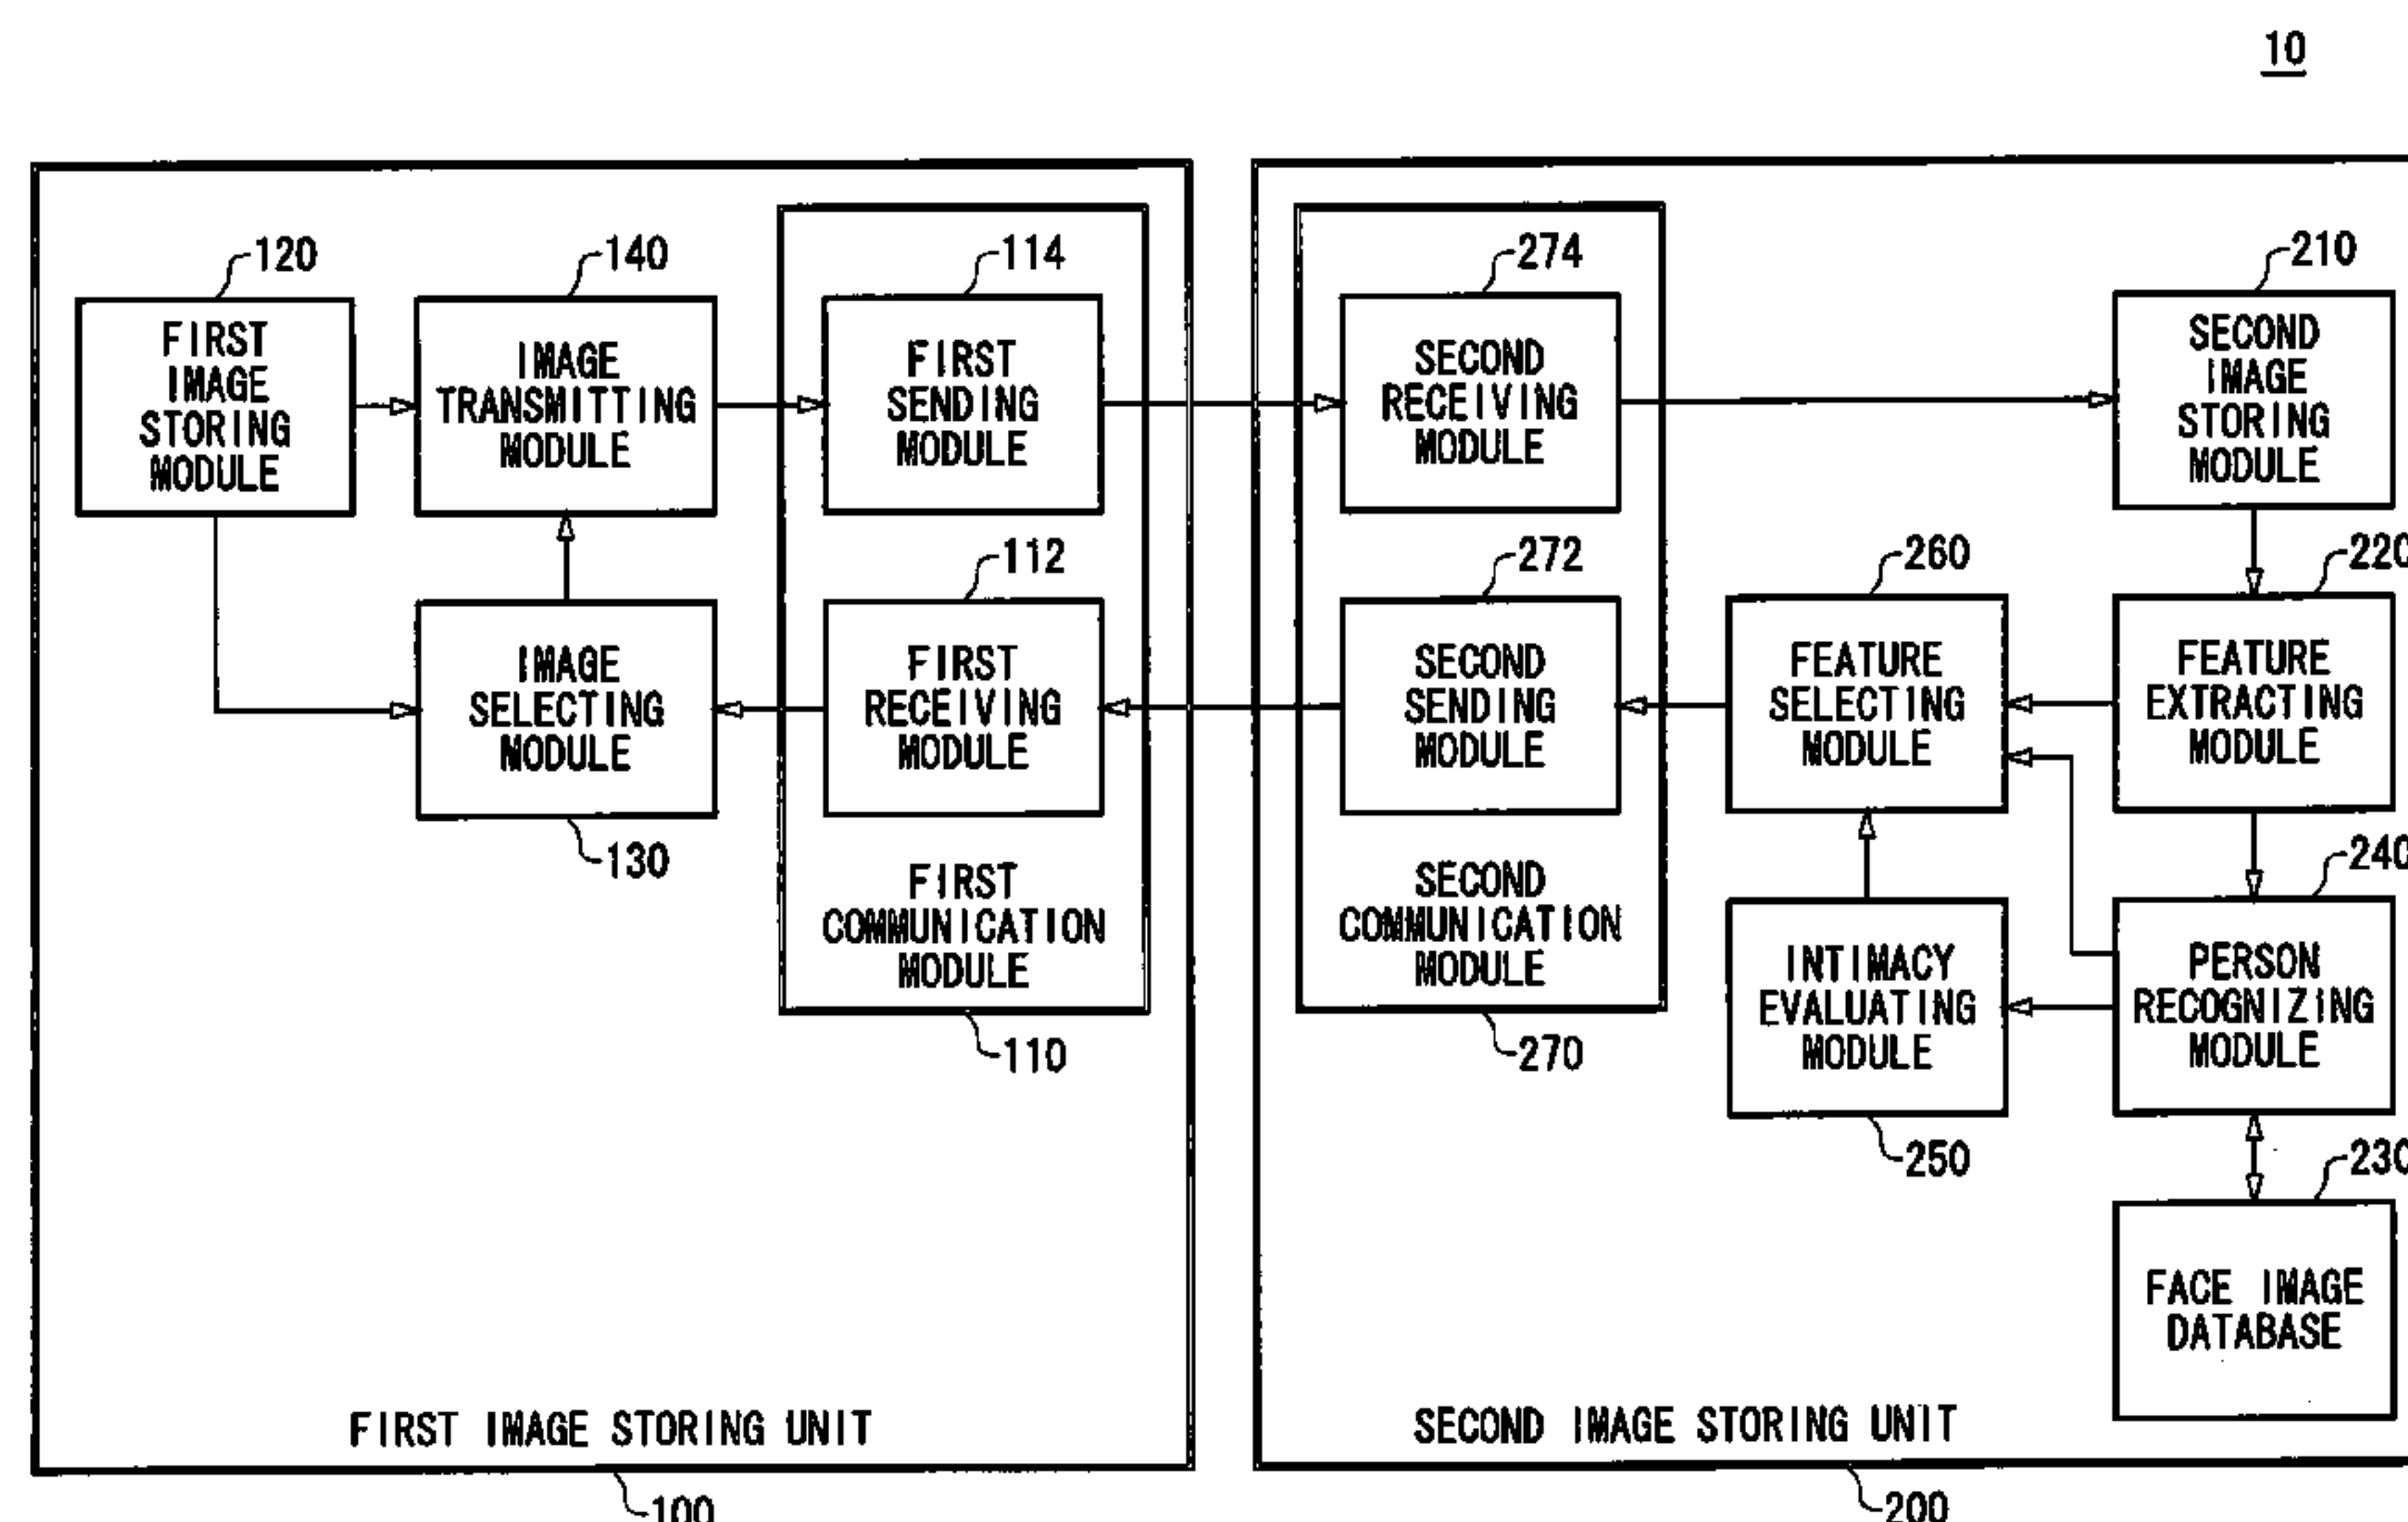 10
120
FIRST
IMAGE
STORING
MODULE
140
IMAGE
TRANSMITTING
MODULE
114
FIRST
SENDING
MODULE
274
SECOND
RECEIVING
MODULE
210
SECOND
IMAGE
STORING
MODULE
IMAGE
SELECTING
MODULE
130
112
FIRST
RECEIVING
MODULE
FIRST
COMMUNICATION
MODULE
110
272
SECOND
SENDING
MODULE
SECOND
COMMUNICATION
MODULE
270
260
FEATURE
SELECTING
MODULE
220
FEATURE
EXTRACTING
MODULE
INTIMACY
EVALUATING
MODULE
250
240
PERSON
RECOGNIZING
MODULE
230
FACE IMAGE
DATABASE
FIRST IMAGE STORING UNIT
100
SECOND IMAGE STORING UNIT
200